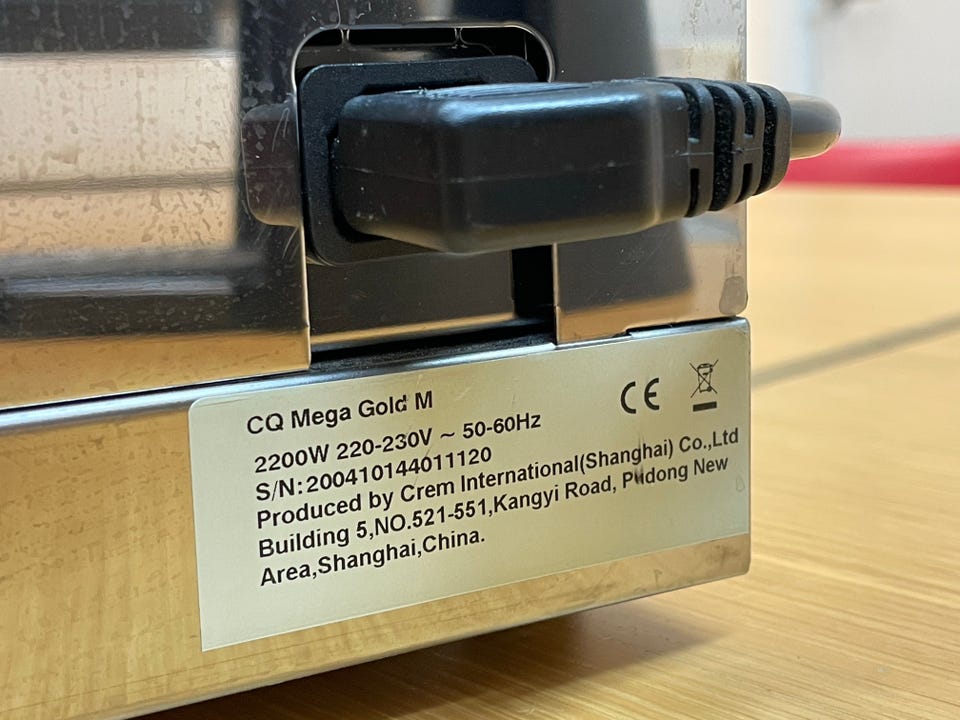 CQ Mega Gold M
CE
2200W 220-230V ~ 50-60Hz
S/N:200410144011120
Produced by Crem International(Shanghai) Co.,Ltd
Building 5,NO.521-551,Kangyi Road, Pudong New
Area,Shanghai,China.